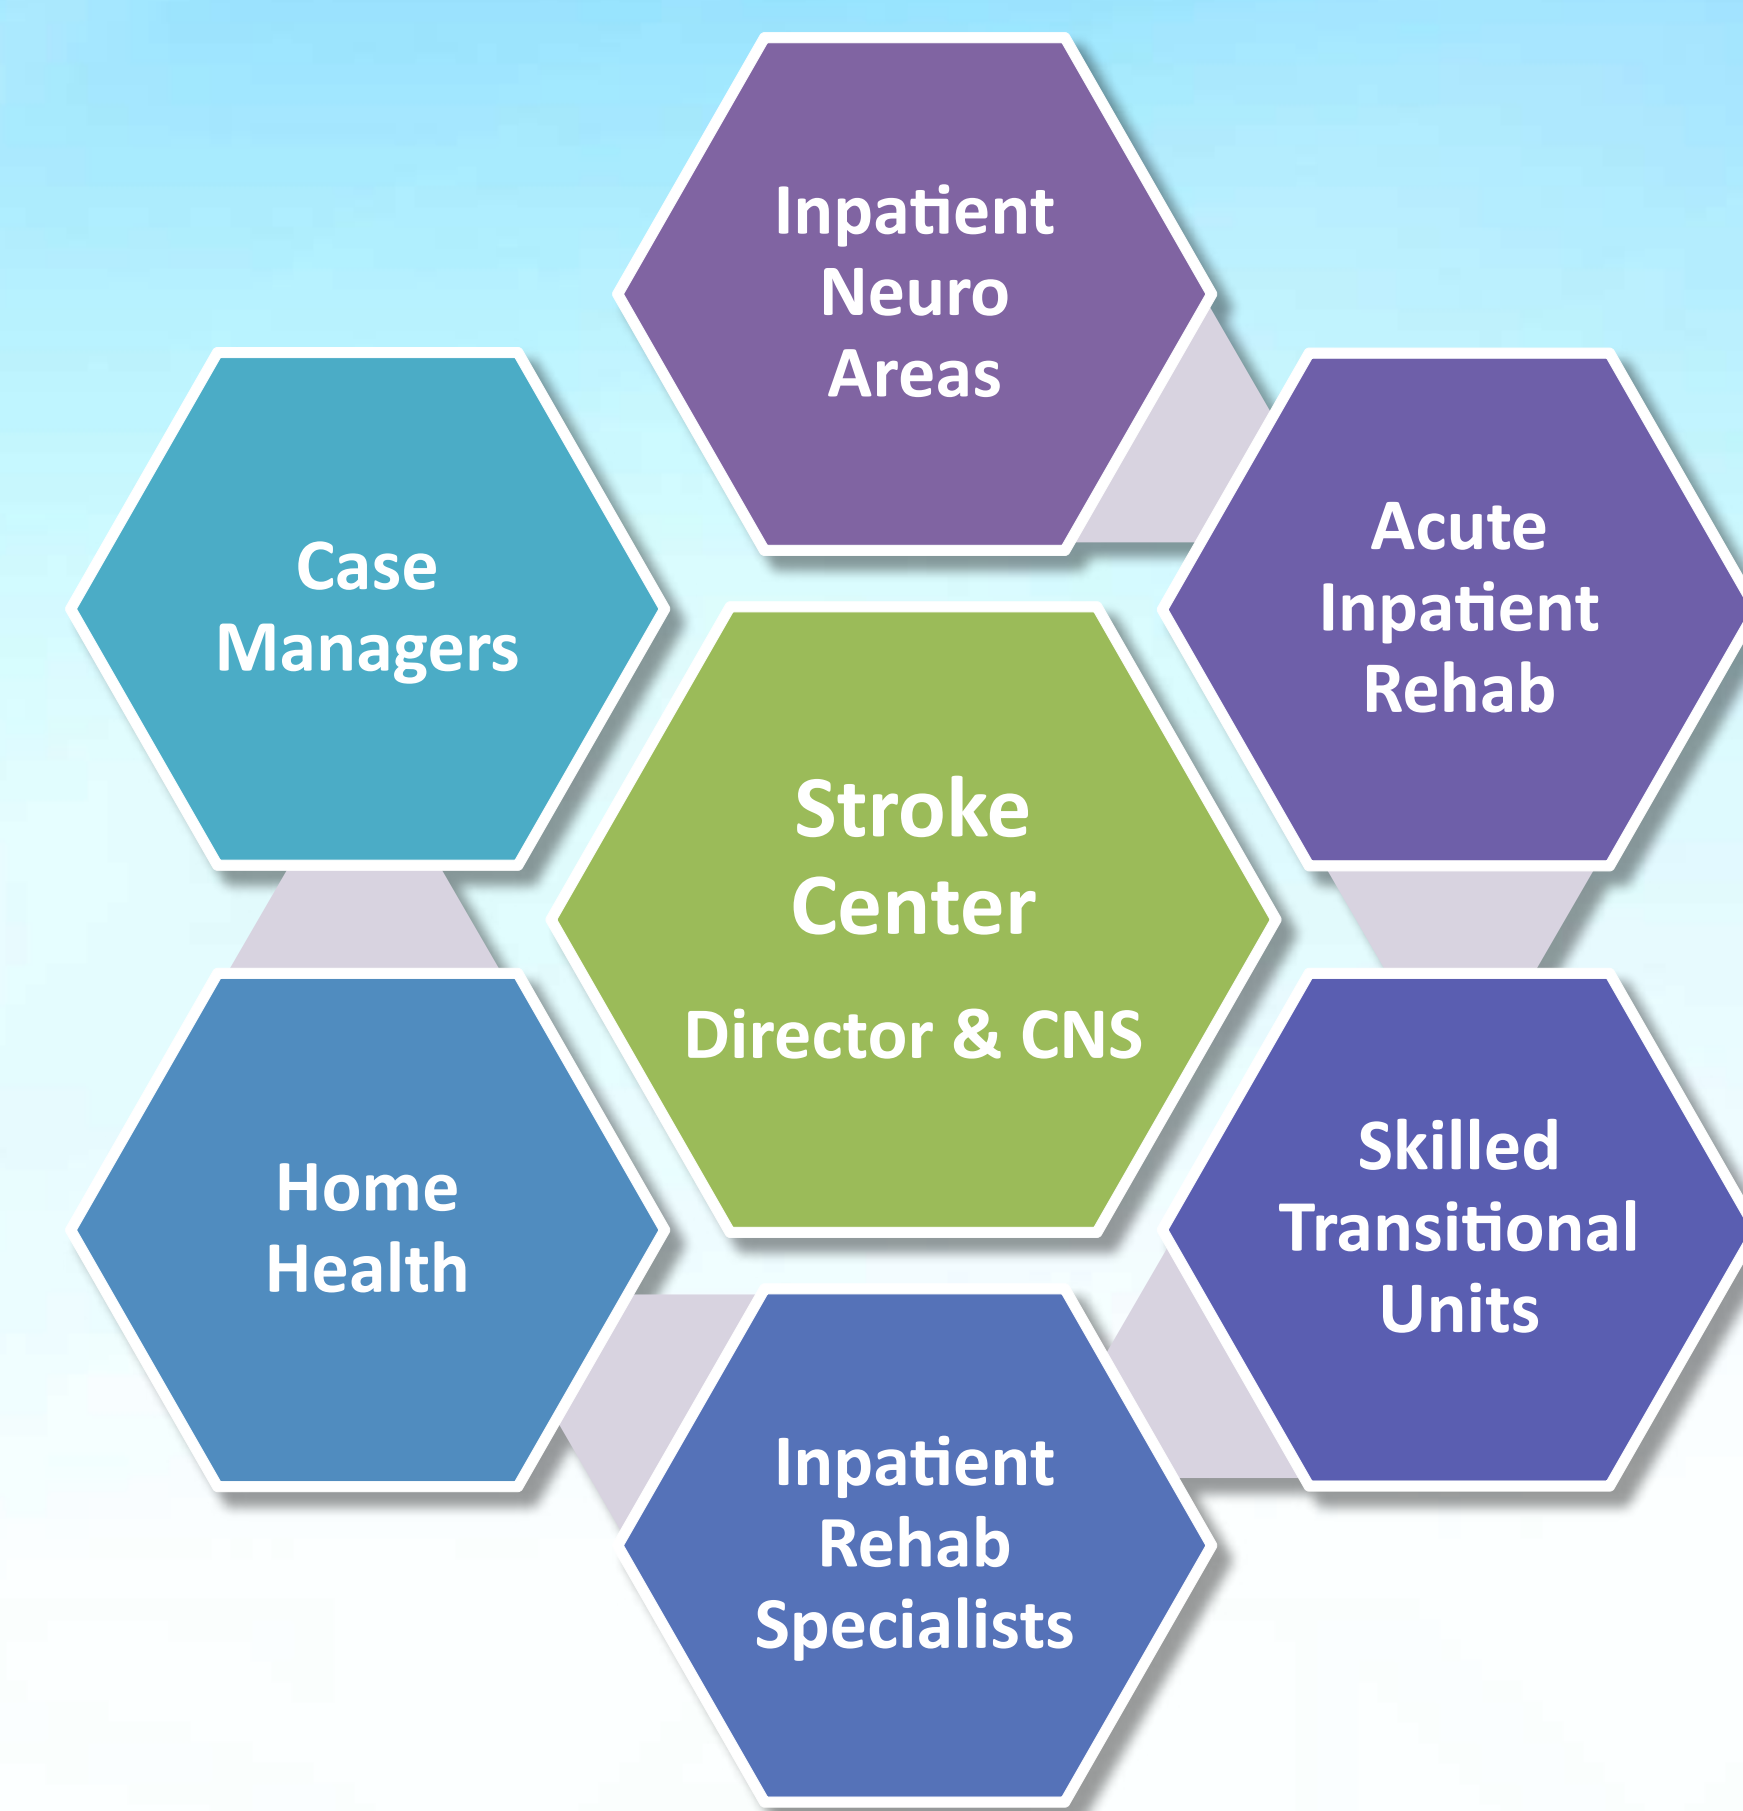 Inpatient
Neuro
Areas
Acute
Inpatient
Rehab
Skilled
Transitional
Units
Inpatient
Rehab
Specialists
Home
Health
Case
Managers
Stroke
Center
Director & CNS